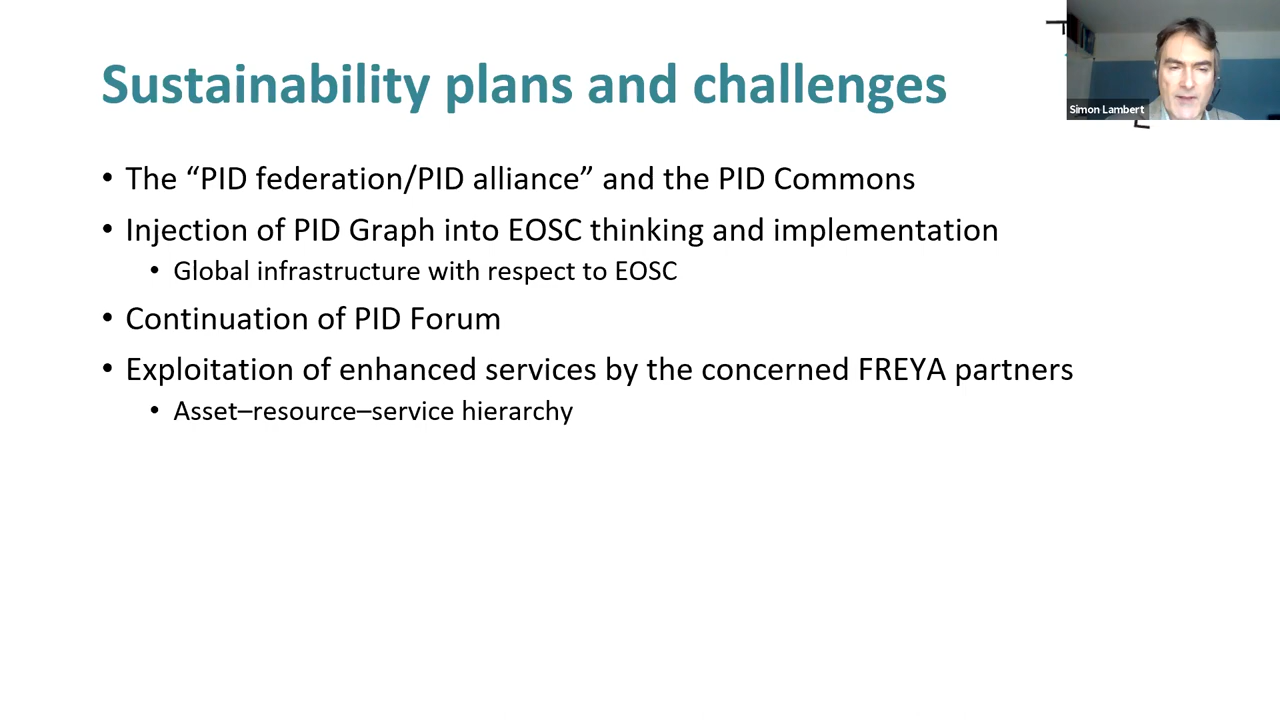 Sustainability plans and challenges
Simon Lambert
• The “PID federation/PID alliance” and the PID Commons
• Injection of PID Graph into EOSC thinking and implementation
• Global infrastructure with respect to EOSC
• Continuation of PID Forum
• Exploitation of enhanced services by the concerned FREYA partners
• Asset–resource–service hierarchy